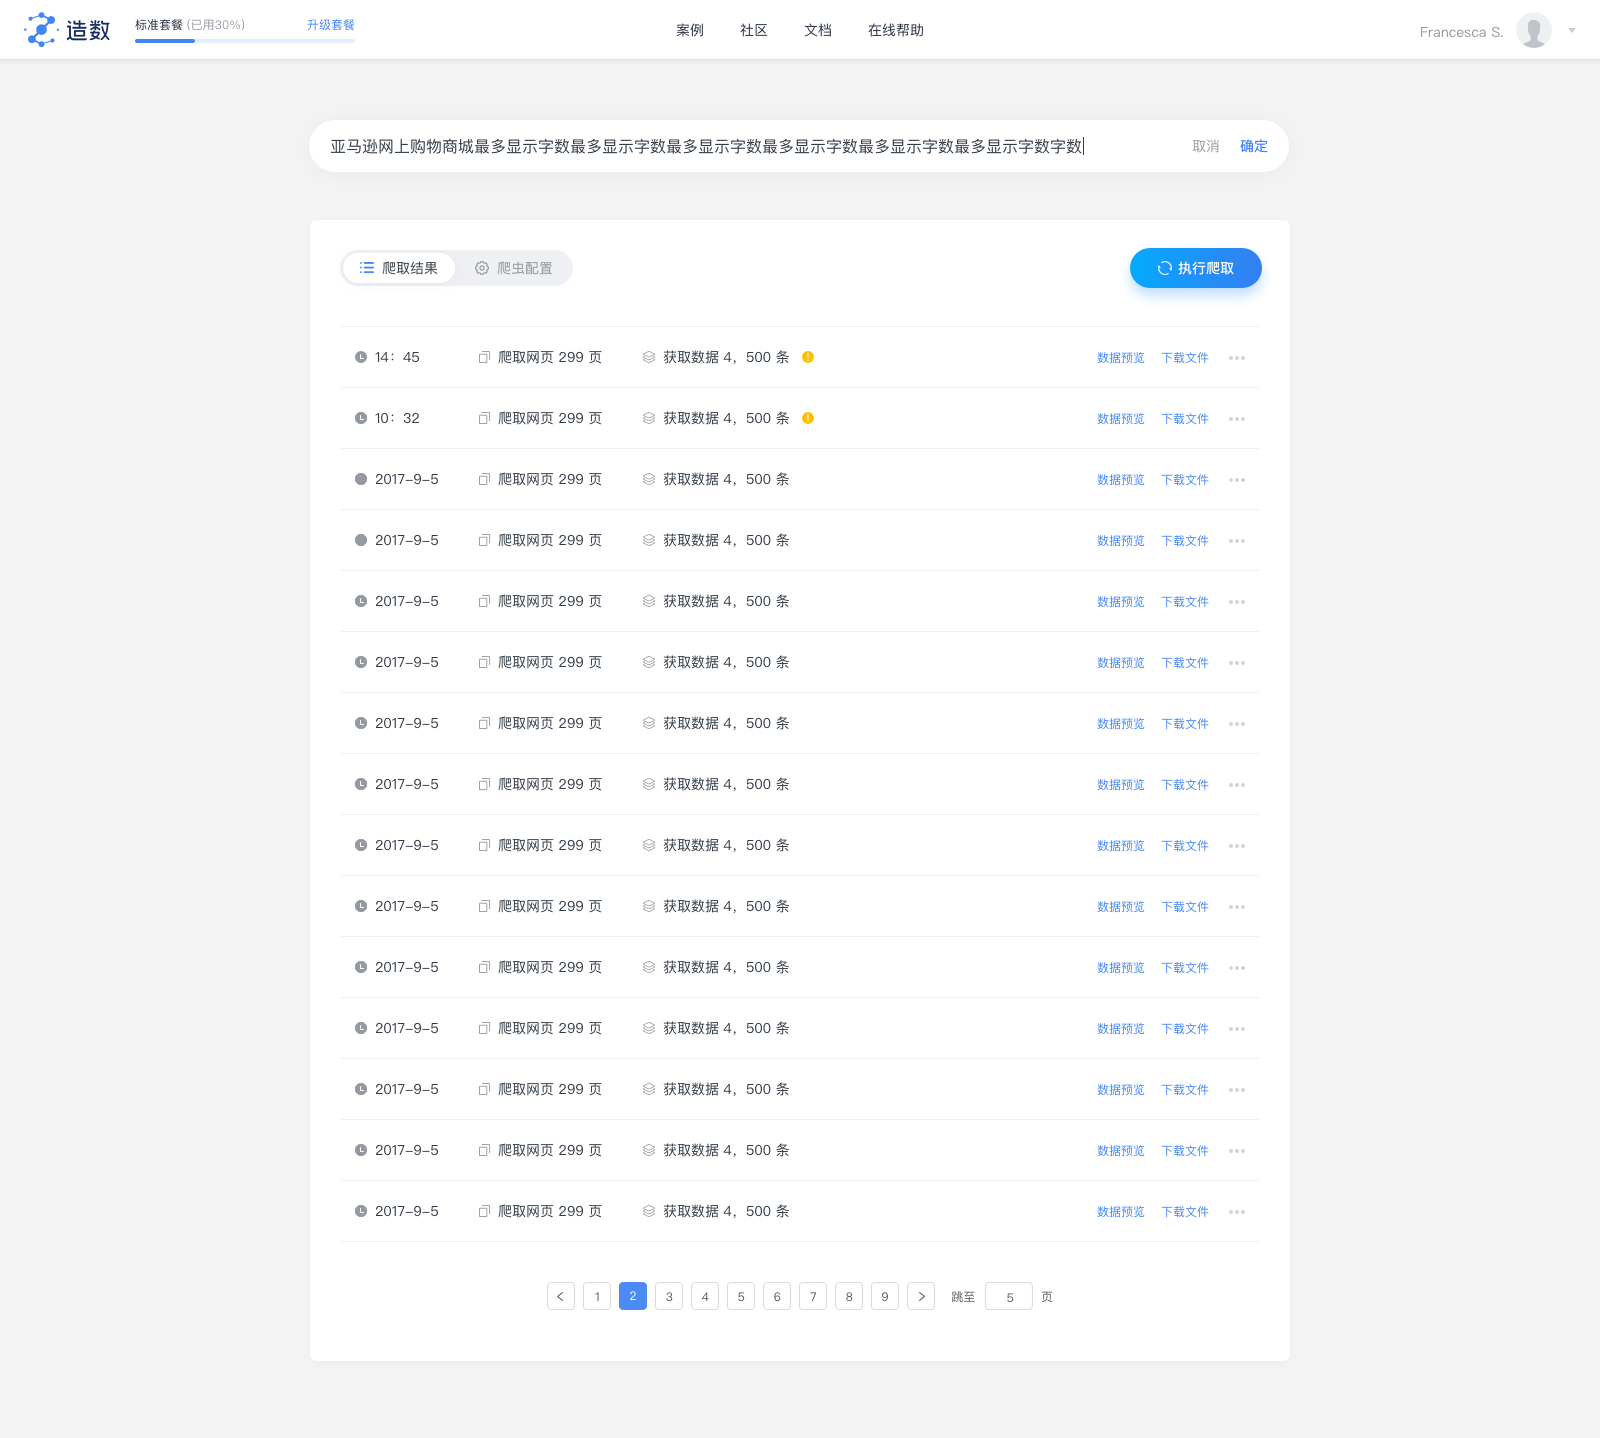 造数 标准套餐 (已用30%) 升级套餐 案例 社区 文档 在线帮助 Francesca S.
亚马逊网上购物商城最多显示字数最多显示字数最多显示字数最多显示字数最多显示字数最多显示字数字数 取消 确定
爬取结果 爬虫配置 执行爬取
14：45 爬取网页 299 页 获取数据 4，500 条 数据预览 下载文件
10：32 爬取网页 299 页 获取数据 4，500 条 数据预览 下载文件
2017-9-5 爬取网页 299 页 获取数据 4，500 条 数据预览 下载文件
2017-9-5 爬取网页 299 页 获取数据 4，500 条 数据预览 下载文件
2017-9-5 爬取网页 299 页 获取数据 4，500 条 数据预览 下载文件
2017-9-5 爬取网页 299 页 获取数据 4，500 条 数据预览 下载文件
2017-9-5 爬取网页 299 页 获取数据 4，500 条 数据预览 下载文件
2017-9-5 爬取网页 299 页 获取数据 4，500 条 数据预览 下载文件
2017-9-5 爬取网页 299 页 获取数据 4，500 条 数据预览 下载文件
2017-9-5 爬取网页 299 页 获取数据 4，500 条 数据预览 下载文件
2017-9-5 爬取网页 299 页 获取数据 4，500 条 数据预览 下载文件
2017-9-5 爬取网页 299 页 获取数据 4，500 条 数据预览 下载文件
2017-9-5 爬取网页 299 页 获取数据 4，500 条 数据预览 下载文件
2017-9-5 爬取网页 299 页 获取数据 4，500 条 数据预览 下载文件
2017-9-5 爬取网页 299 页 获取数据 4，500 条 数据预览 下载文件
< 1 2 3 4 5 6 7 8 9 > 跳至 5 页